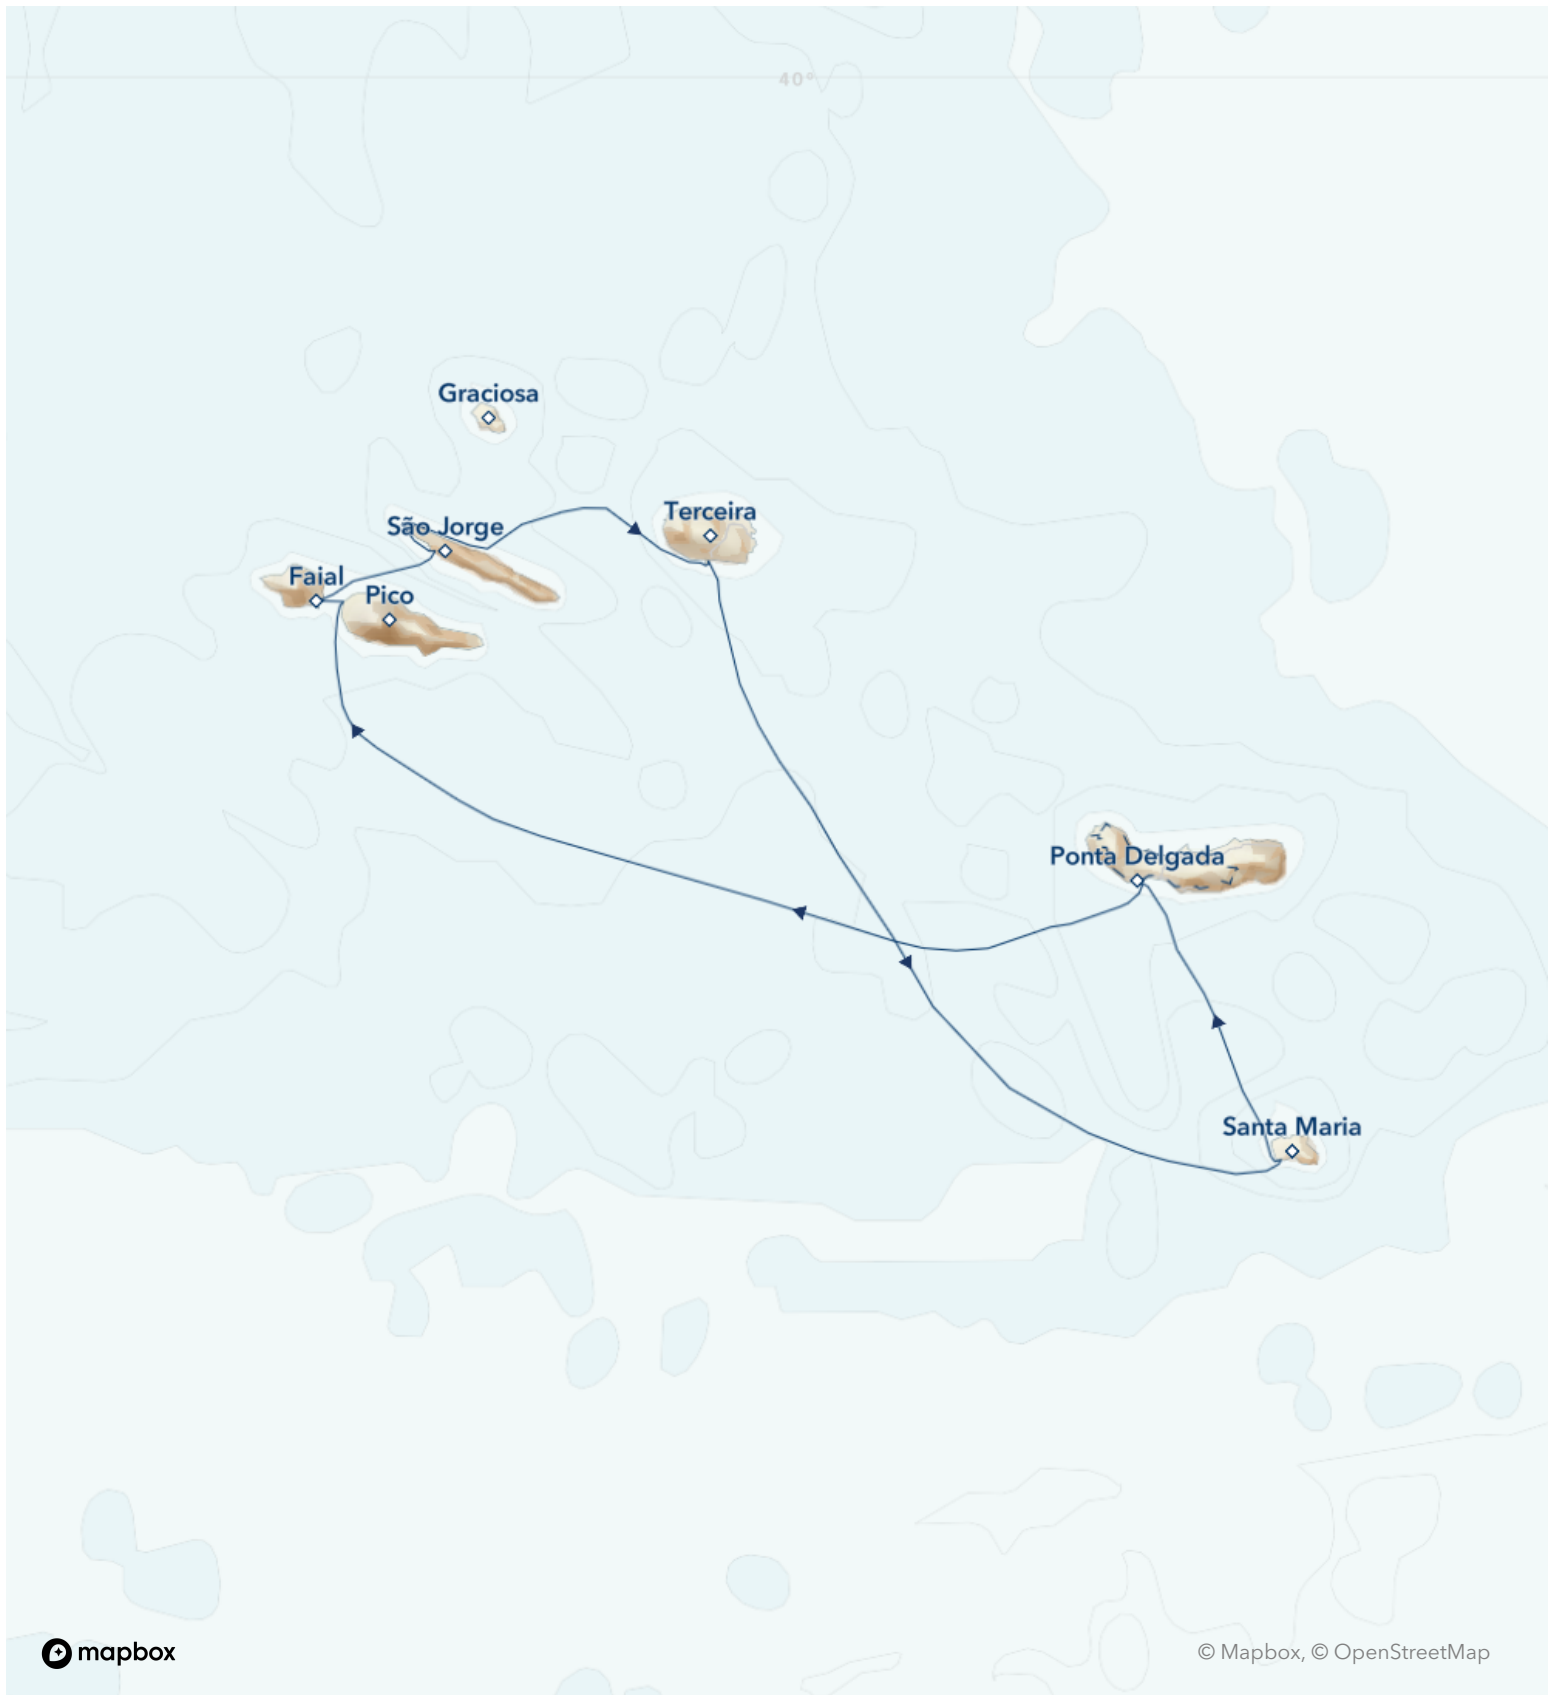 40°
Graciosa
Terceira
São Jorge
Faial
Pico
Ponta Delgada
Santa Maria
mapbox
© Mapbox, © OpenStreetMap